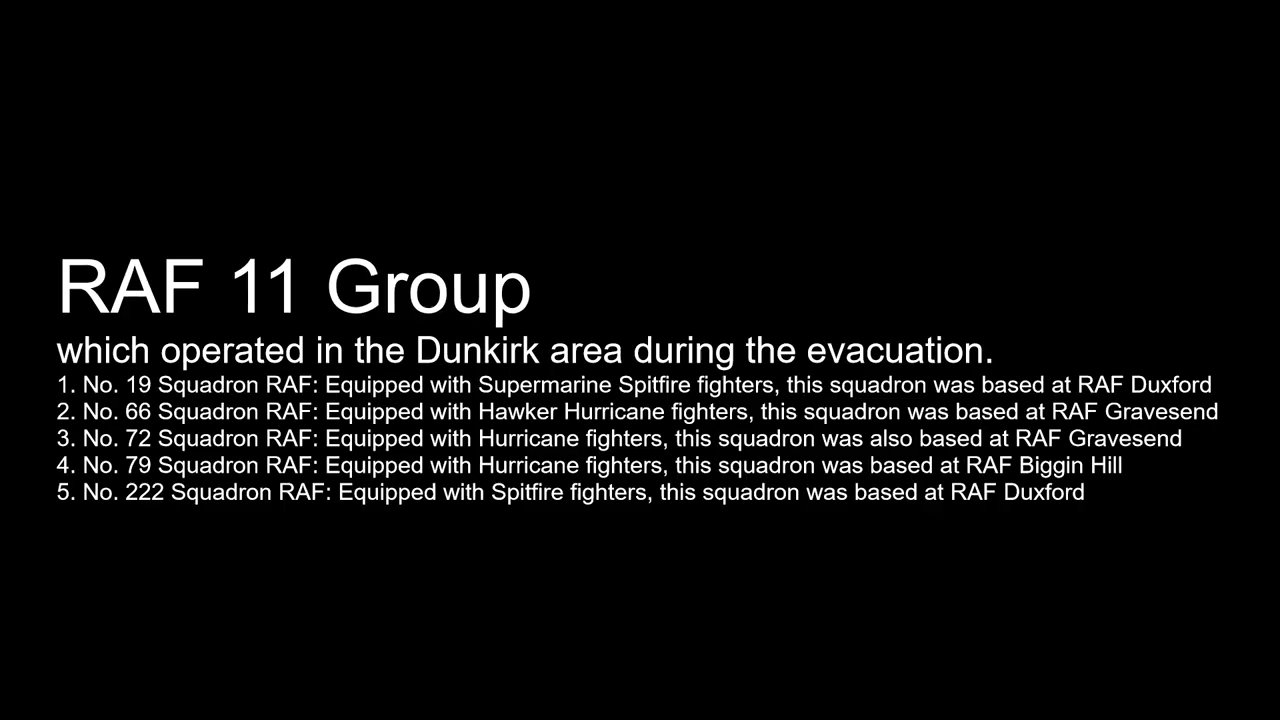 RAF 11 Group
which operated in the Dunkirk area during the evacuation.
1. No. 19 Squadron RAF: Equipped with Supermarine Spitfire fighters, this squadron was based at RAF Duxford
2. No. 66 Squadron RAF: Equipped with Hawker Hurricane fighters, this squadron was based at RAF Gravesend
3. No. 72 Squadron RAF: Equipped with Hurricane fighters, this squadron was also based at RAF Gravesend
4. No. 79 Squadron RAF: Equipped with Hurricane fighters, this squadron was based at RAF Biggin Hill
5. No. 222 Squadron RAF: Equipped with Spitfire fighters, this squadron was based at RAF Duxford